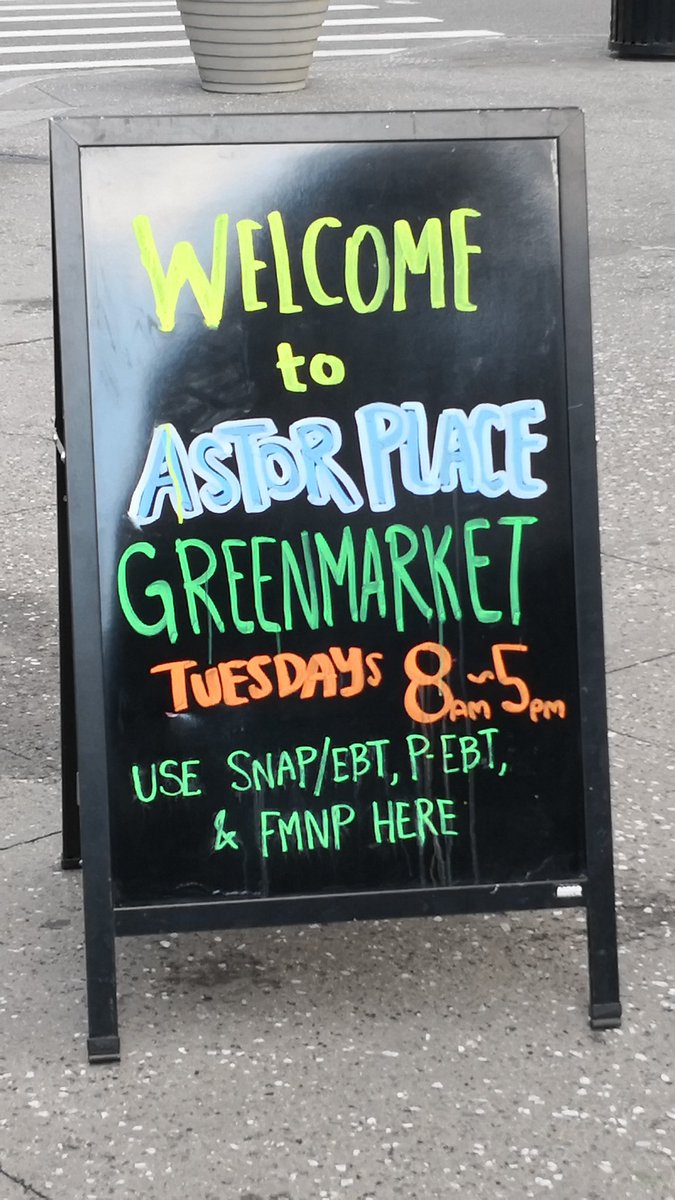 WELCOME
to
ASTOR PLACE
GREENMARKET
TUESDAYS 8AM~5PM
USE SNAP/EBT, P-EBT,
& FMNP HERE